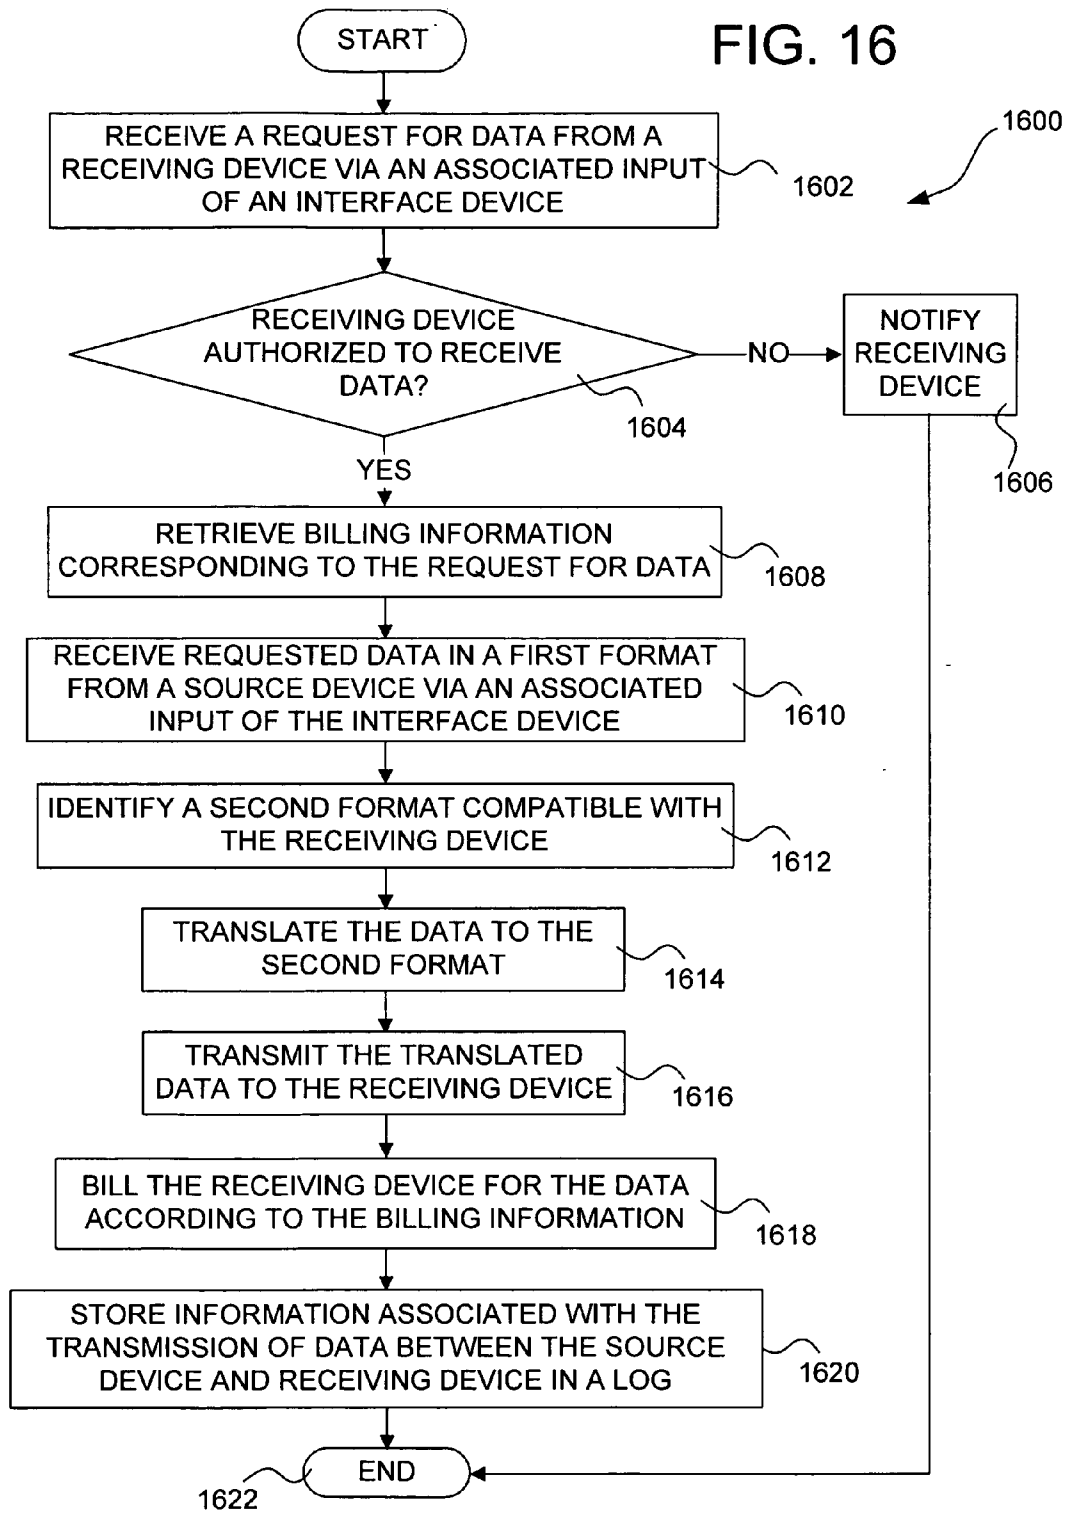 START
FIG. 16
1600
RECEIVE A REQUEST FOR DATA FROM A
RECEIVING DEVICE VIA AN ASSOCIATED INPUT
OF AN INTERFACE DEVICE
1602
RECEIVING DEVICE
AUTHORIZED TO RECEIVE
DATA?
1604
NO
NOTIFY
RECEIVING
DEVICE
1606
YES
RETRIEVE BILLING INFORMATION
CORRESPONDING TO THE REQUEST FOR DATA
1608
RECEIVE REQUESTED DATA IN A FIRST FORMAT
FROM A SOURCE DEVICE VIA AN ASSOCIATED
INPUT OF THE INTERFACE DEVICE
1610
IDENTIFY A SECOND FORMAT COMPATIBLE WITH
THE RECEIVING DEVICE
1612
TRANSLATE THE DATA TO THE
SECOND FORMAT
1614
TRANSMIT THE TRANSLATED
DATA TO THE RECEIVING DEVICE
1616
BILL THE RECEIVING DEVICE FOR THE DATA
ACCORDING TO THE BILLING INFORMATION
1618
STORE INFORMATION ASSOCIATED WITH THE
TRANSMISSION OF DATA BETWEEN THE SOURCE
DEVICE AND RECEIVING DEVICE IN A LOG
1620
END
1622